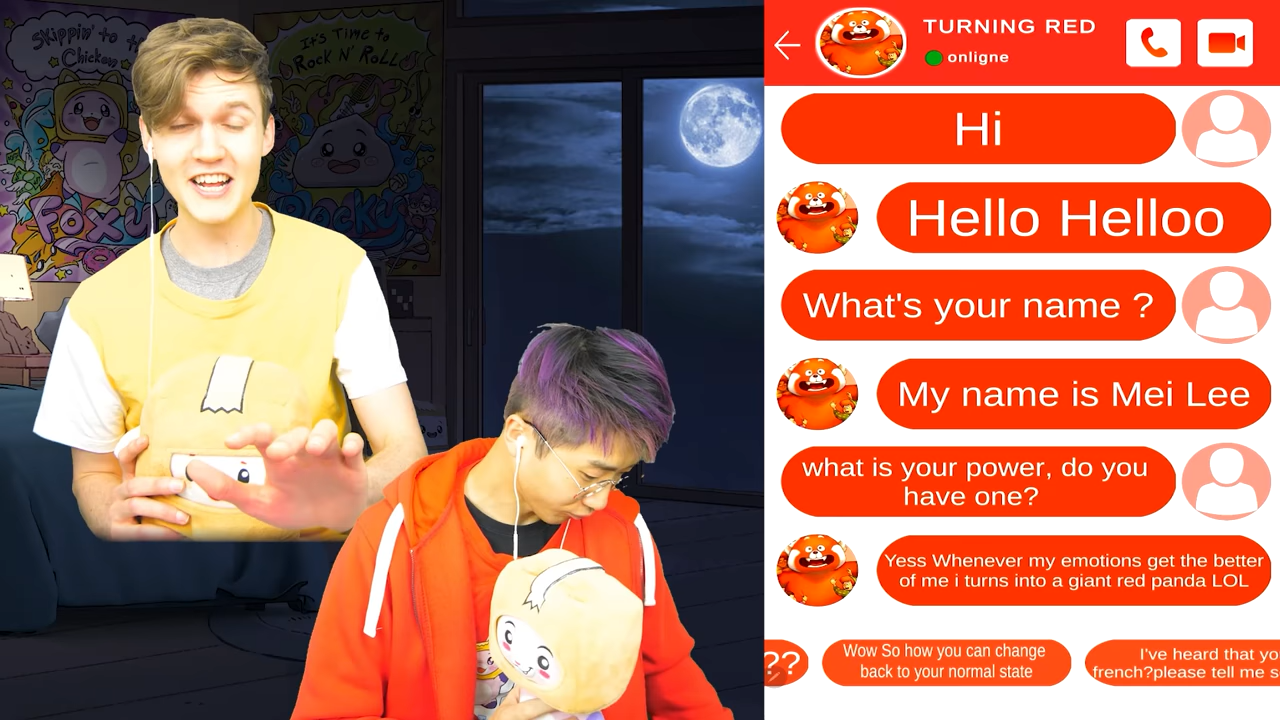 Skippin' to the
Chicken
FOXY
It's Time to
Rock N' Roll
Rocky
TURNING RED
onligne
Hi
Hello Helloo
What's your name ?
My name is Mei Lee
what is your power, do you
have one?
Yess Whenever my emotions get the better
of me i turns into a giant red panda LOL
??
Wow So how you can change
back to your normal state
I've heard that yo
french?please tell me s